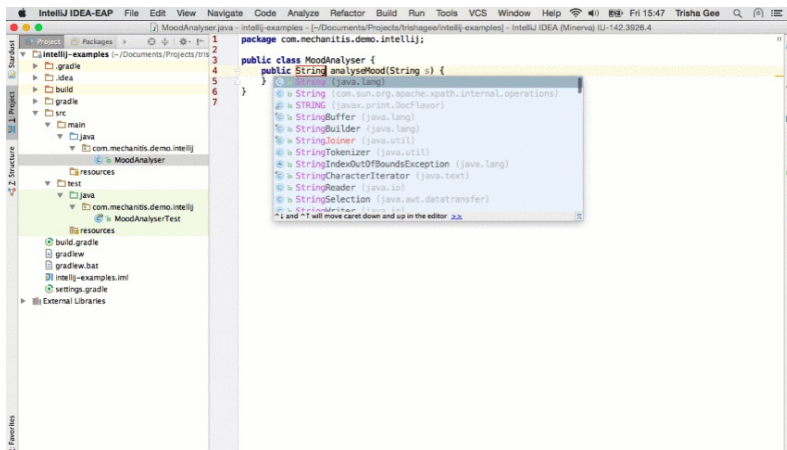 IntelliJ IDEA-EAP File Edit View Navigate Code Analyze Refactor Build Run Tools VCS Window Help Fri 15:47 Trisha Gee
MoodAnalyser.java - intellij-examples - [~/Documents/Projects/trishagee/intellij-examples] - IntelliJ IDEA (Minerva) IU-142.3926.4
Project Packages
intellij-examples (~/Documents/Projects/tris
.gradle
.idea
build
gradle
src
main
java
com.mechanitis.demo.intellij
MoodAnalyser
resources
test
java
com.mechanitis.demo.intellij
MoodAnalyserTest
resources
build.gradle
gradlew
gradlew.bat
intellij-examples.iml
settings.gradle
External Libraries
Stardust
1: Project
Z: Structure
Favorites
1 package com.mechanitis.demo.intellij;
2
3 public class MoodAnalyser {
4 public String analyseMood(String s) {
5 }
6 }
7
String (java.lang)
String (com.sun.org.apache.xpath.internal.operations)
STRING (javax.print.DocFlavor)
StringBuffer (java.lang)
StringBuilder (java.lang)
StringJoiner (java.util)
StringTokenizer (java.util)
StringIndexOutOfBoundsException (java.lang)
StringCharacterIterator (java.text)
StringReader (java.io)
StringSelection (java.awt.datatransfer)
StringWriter (java.io)
^↓ and ^↑ will move caret down and up in the editor >>